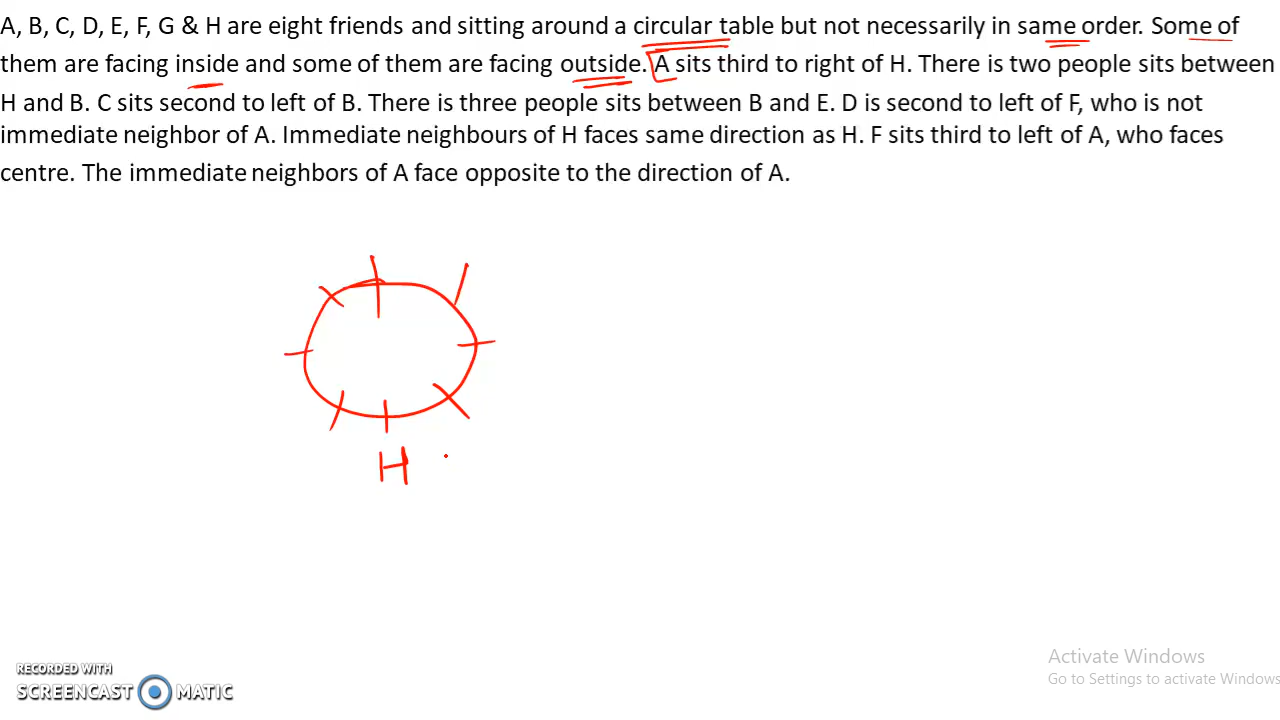 A, B, C, D, E, F, G & H are eight friends and sitting around a circular table but not necessarily in same order. Some of
them are facing inside and some of them are facing outside. A sits third to right of H. There is two people sits between
H and B. C sits second to left of B. There is three people sits between B and E. D is second to left of F, who is not
immediate neighbor of A. Immediate neighbours of H faces same direction as H. F sits third to left of A, who faces
centre. The immediate neighbors of A face opposite to the direction of A.
H
Activate Windows
Go to Settings to activate Windows
RECORDED WITH
SCREENCAST MATIC